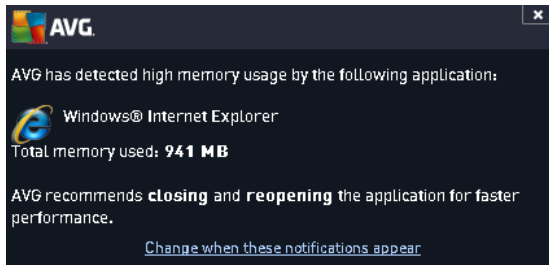 AVG.
AVG has detected high memory usage by the following application:
Windows® Internet Explorer
Total memory used: 941 MB
AVG recommends closing and reopening the application for faster
performance.
Change when these notifications appear